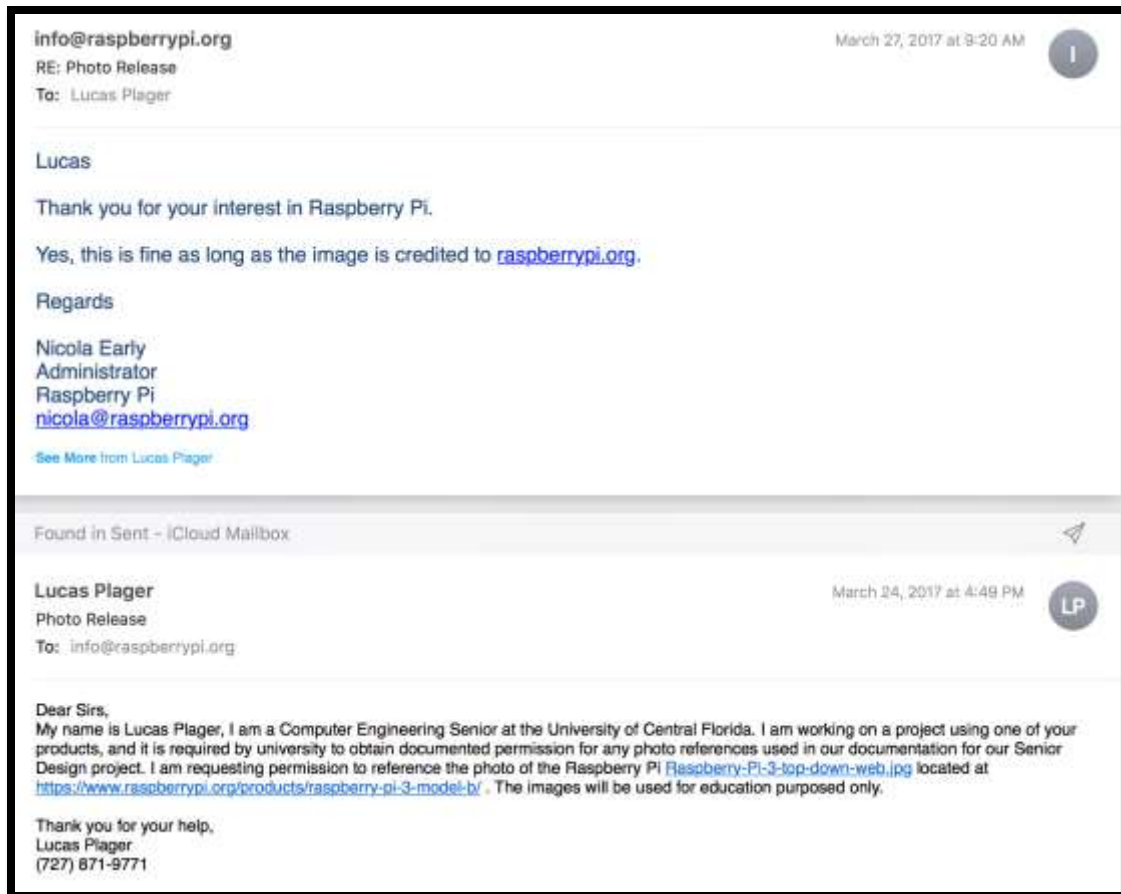 info@raspberrypi.org
March 27, 2017 at 9:20 AM
I
RE: Photo Release
To: Lucas Plager
Lucas
Thank you for your interest in Raspberry Pi.
Yes, this is fine as long as the image is credited to raspberrypi.org.
Regards
Nicola Early
Administrator
Raspberry Pi
nicola@raspberrypi.org
See More from Lucas Plager
Found in Sent - iCloud Mailbox
Lucas Plager
March 24, 2017 at 4:49 PM
LP
Photo Release
To: info@raspberrypi.org
Dear Sirs,
My name is Lucas Plager, I am a Computer Engineering Senior at the University of Central Florida. I am working on a project using one of your
products, and it is required by university to obtain documented permission for any photo references used in our documentation for our Senior
Design project. I am requesting permission to reference the photo of the Raspberry Pi Raspberry-Pi-3-top-down-web.jpg located at
https://www.raspberrypi.org/products/raspberry-pi-3-model-b/ . The images will be used for education purposed only.
Thank you for your help,
Lucas Plager
(727) 871-9771